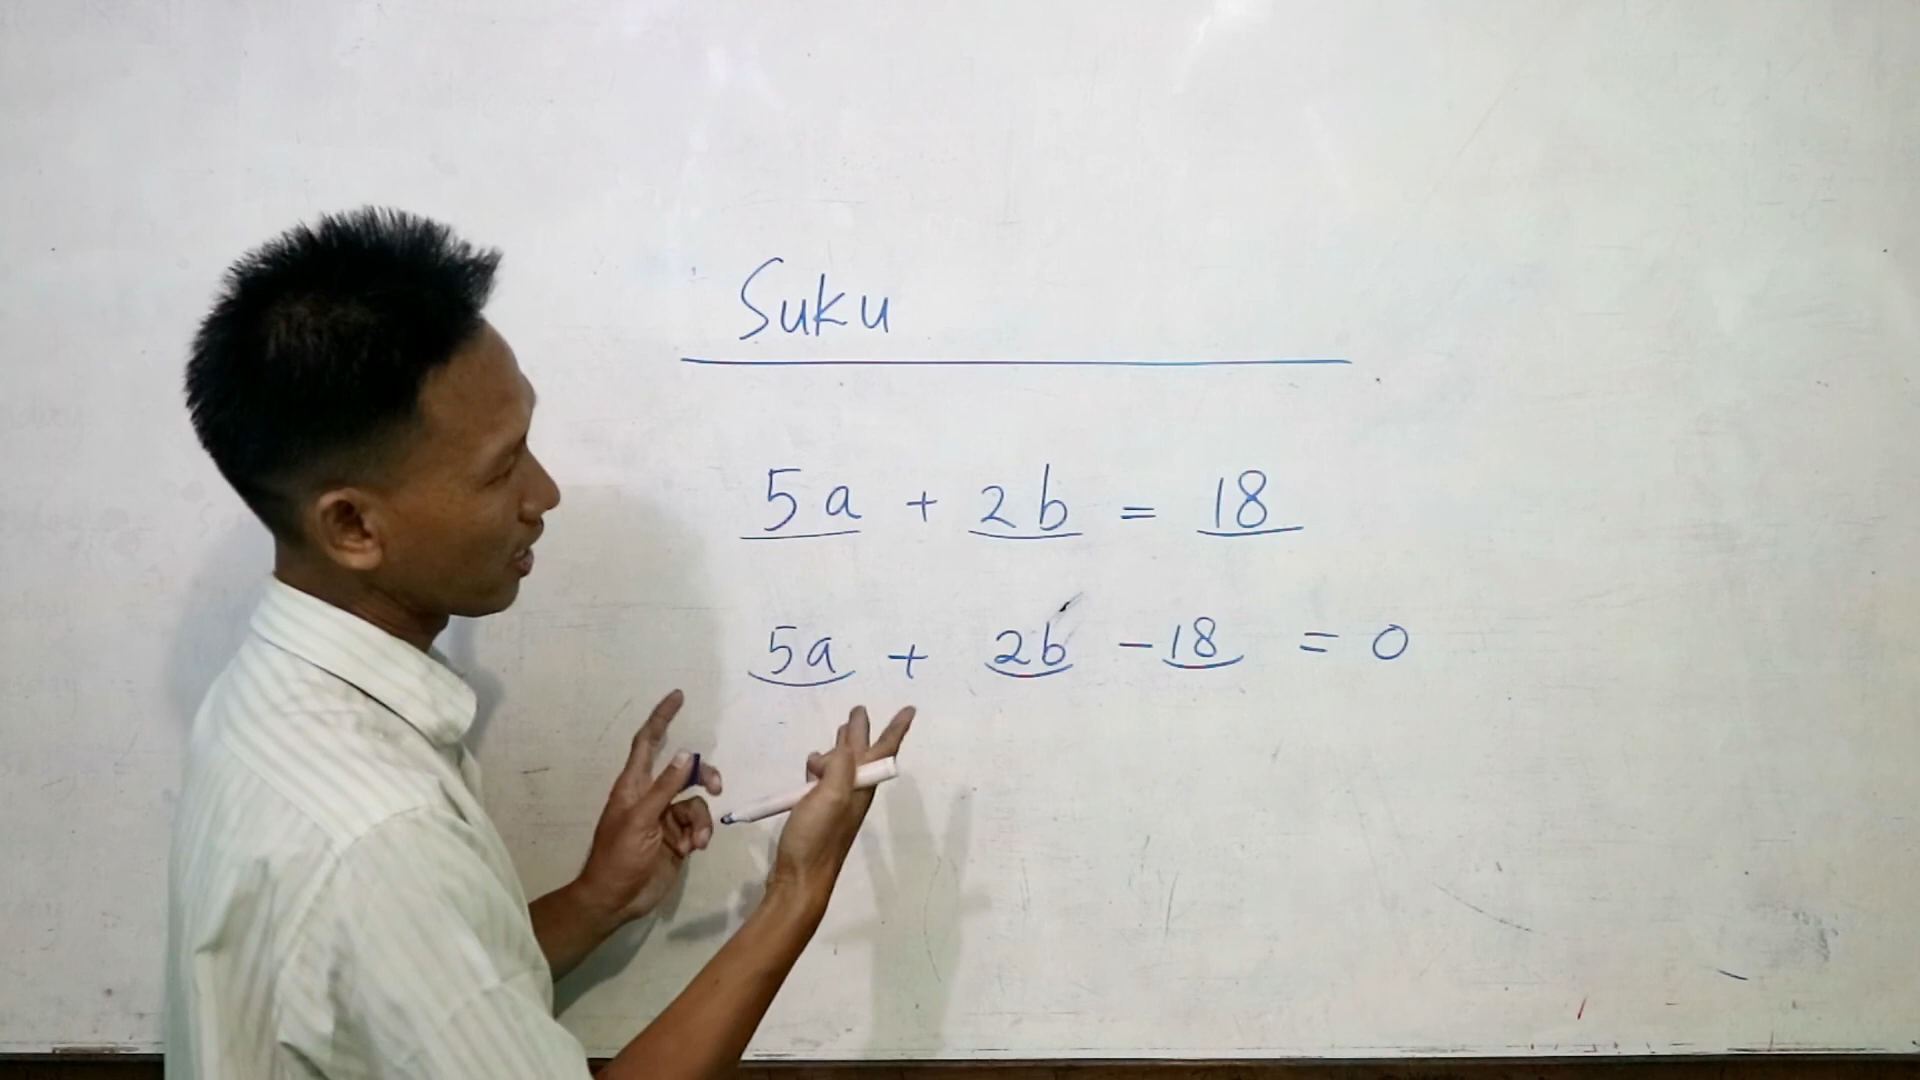 Suku
5a + 2b = 18
5a + 2b - 18 = 0